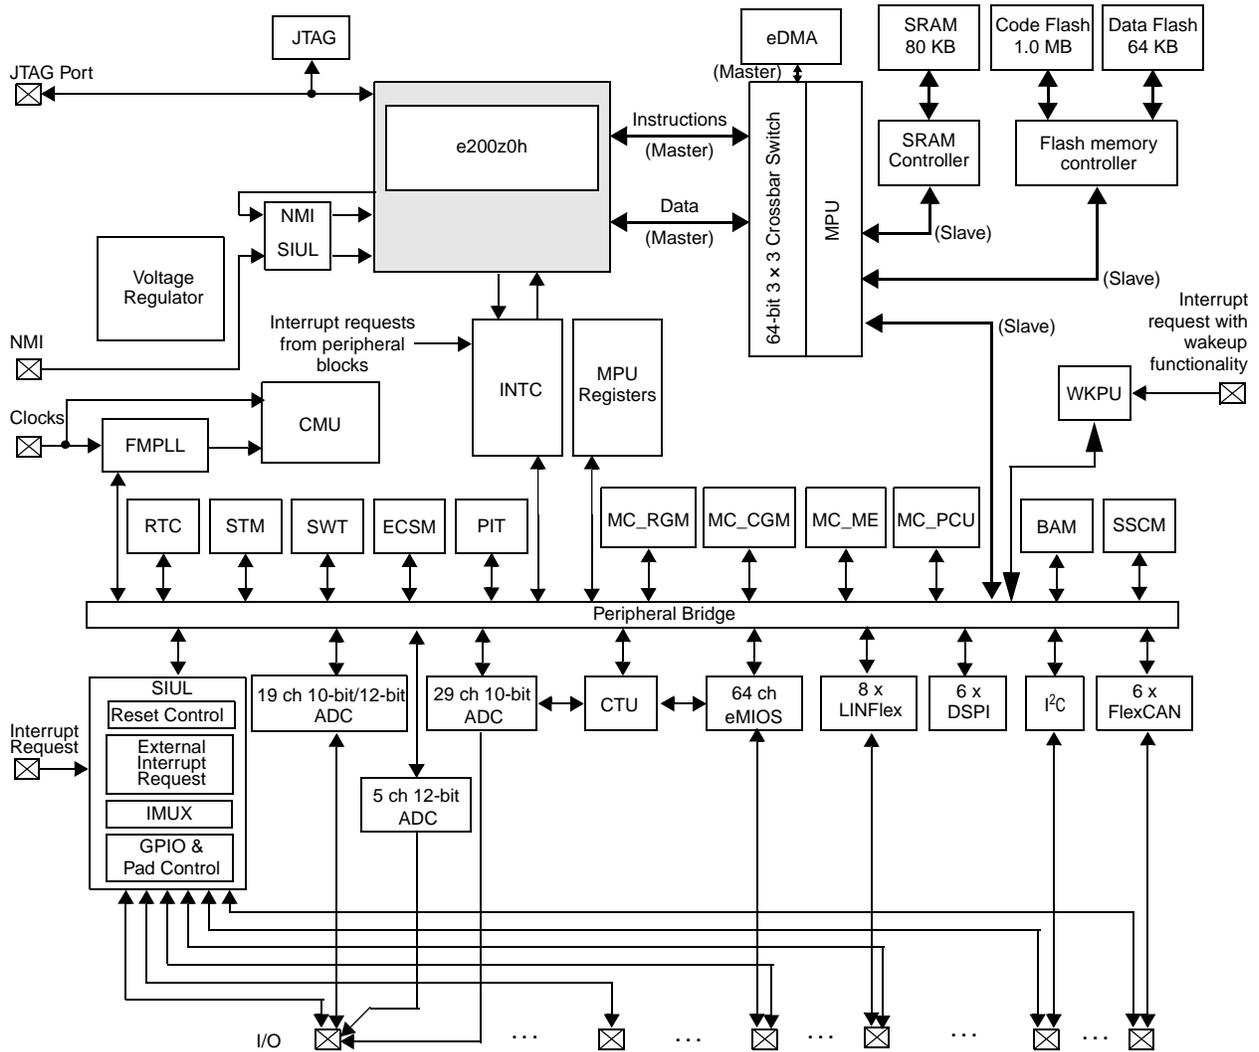 JTAG
eDMA
SRAM
80 KB
Code Flash
1.0 MB
Data Flash
64 KB
JTAG Port
(Master)
e200z0h
Instructions
(Master)
64-bit 3 × 3 Crossbar Switch
MPU
SRAM
Controller
Flash memory
controller
NMI
SIUL
Data
(Master)
(Slave)
(Slave)
(Slave)
Voltage
Regulator
NMI
Interrupt requests
from peripheral
blocks
INTC
MPU
Registers
Interrupt
request with
wakeup
functionality
WKPU
Clocks
FMPLL
CMU
RTC
STM
SWT
ECSM
PIT
MC_RGM
MC_CGM
MC_ME
MC_PCU
BAM
SSCM
Peripheral Bridge
SIUL
Reset Control
External
Interrupt
Request
IMUX
GPIO &
Pad Control
Interrupt
Request
19 ch 10-bit/12-bit
ADC
29 ch 10-bit
ADC
CTU
64 ch
eMIOS
8 x
LINFlex
6 x
DSPI
I²C
6 x
FlexCAN
5 ch 12-bit
ADC
I/O
...
...
...
...
...